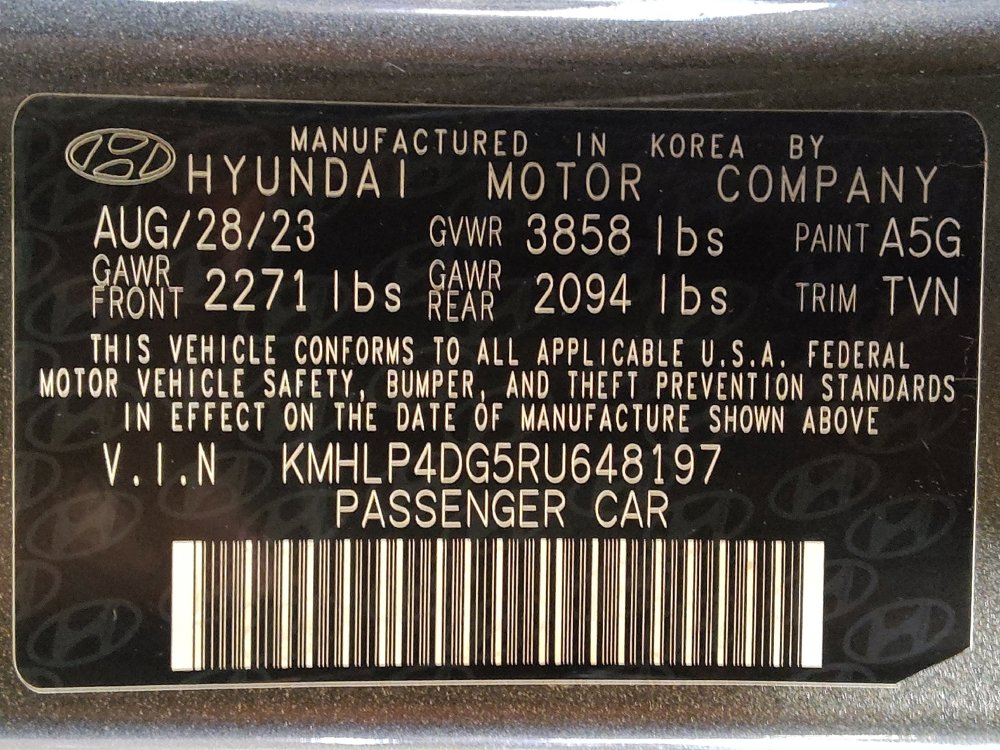 MANUFACTURED IN KOREA BY
HYUNDAI MOTOR COMPANY
AUG/28/23 GVWR 3858 lbs PAINT A5G
GAWR FRONT 2271 lbs GAWR REAR 2094 lbs TRIM TVN
THIS VEHICLE CONFORMS TO ALL APPLICABLE U.S.A. FEDERAL
MOTOR VEHICLE SAFETY, BUMPER, AND THEFT PREVENTION STANDARDS
IN EFFECT ON THE DATE OF MANUFACTURE SHOWN ABOVE
V.I.N KMHLP4DG5RU648197
PASSENGER CAR